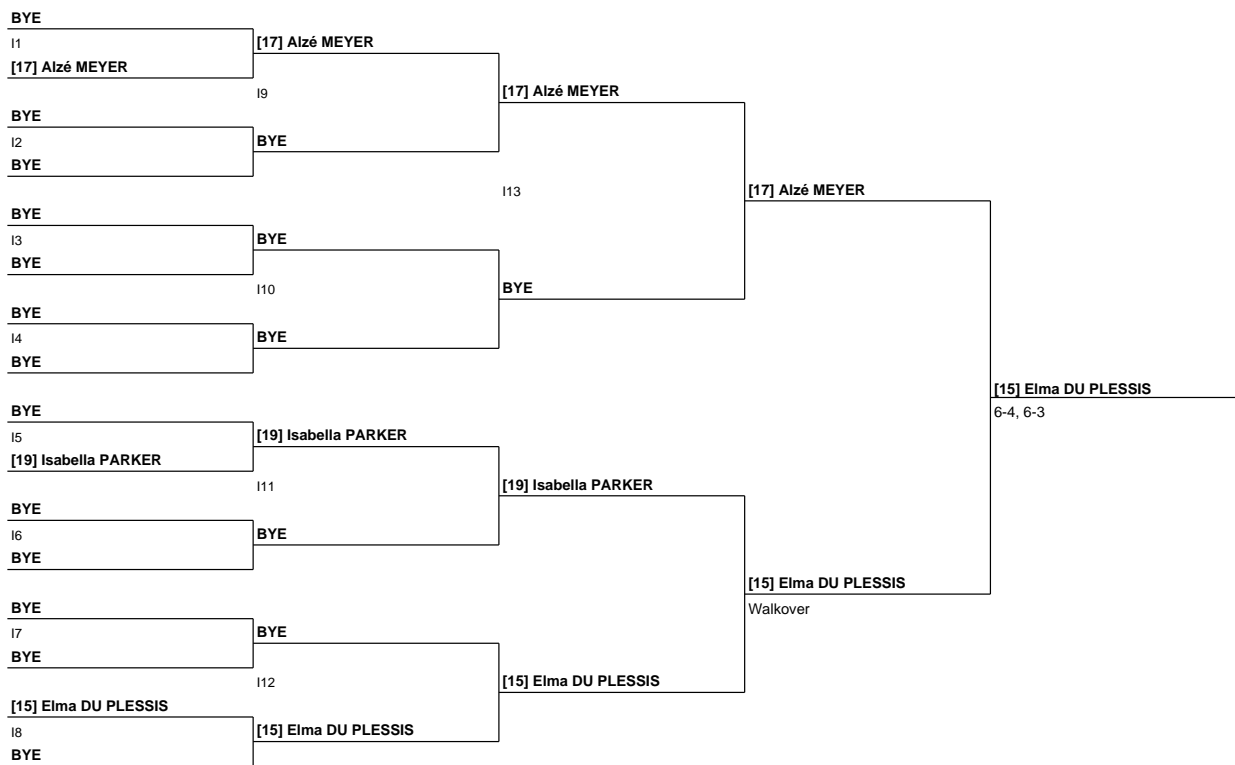 BYE
I1
[17] Alzé MEYER
BYE
I2
BYE
BYE
I3
BYE
BYE
I4
BYE
BYE
I5
[19] Isabella PARKER
BYE
I6
BYE
BYE
I7
BYE
[15] Elma DU PLESSIS
I8
BYE
[17] Alzé MEYER
I9
BYE
BYE
I10
BYE
[19] Isabella PARKER
I11
BYE
BYE
I12
[15] Elma DU PLESSIS
[17] Alzé MEYER
I13
BYE
[19] Isabella PARKER
[15] Elma DU PLESSIS
[17] Alzé MEYER
[15] Elma DU PLESSIS
Walkover
[15] Elma DU PLESSIS
6-4, 6-3